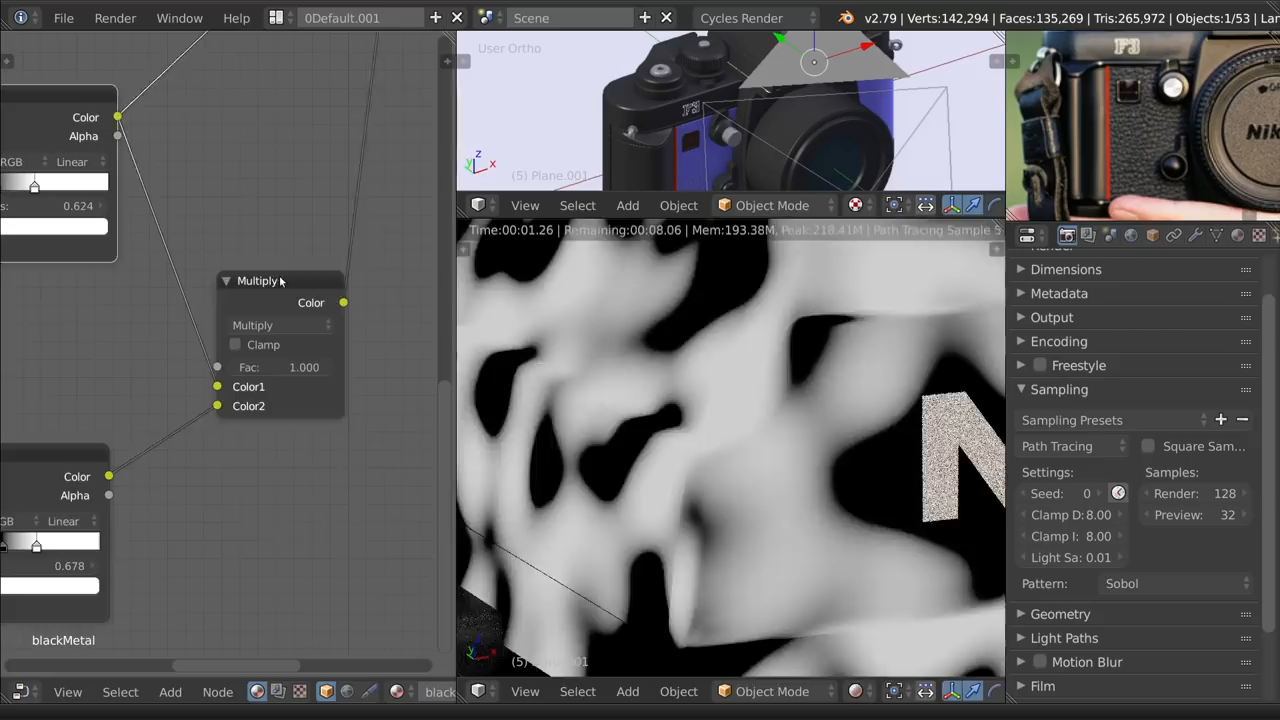 File Render Window Help 0Default.001 Scene Cycles Render v2.79 | Verts:142,294 | Faces:135,269 | Tris:265,972 | Objects:1/53 | Lar
Color
Alpha
RGB Linear
s: 0.624
Multiply
Color
Multiply
Clamp
Fac: 1.000
Color1
Color2
Color
Alpha
GB Linear
0.678
blackMetal
View Select Add Node black
User Ortho
F3
z
y x
(5) Plane.001
View Select Add Object Object Mode
Time:00:01.26 | Remaining:00:08.06 | Mem:193.38M, Peak:218.41M | Path Tracing Sample 5
N
View Select Add Object Object Mode
F3
Nik
Dimensions
Metadata
Output
Encoding
Freestyle
Sampling
Sampling Presets
Path Tracing Square Sam...
Settings: Samples:
Seed: 0 Render: 128
Clamp D: 8.00 Preview: 32
Clamp I: 8.00
Light Sa: 0.01
Pattern: Sobol
Geometry
Light Paths
Motion Blur
Film